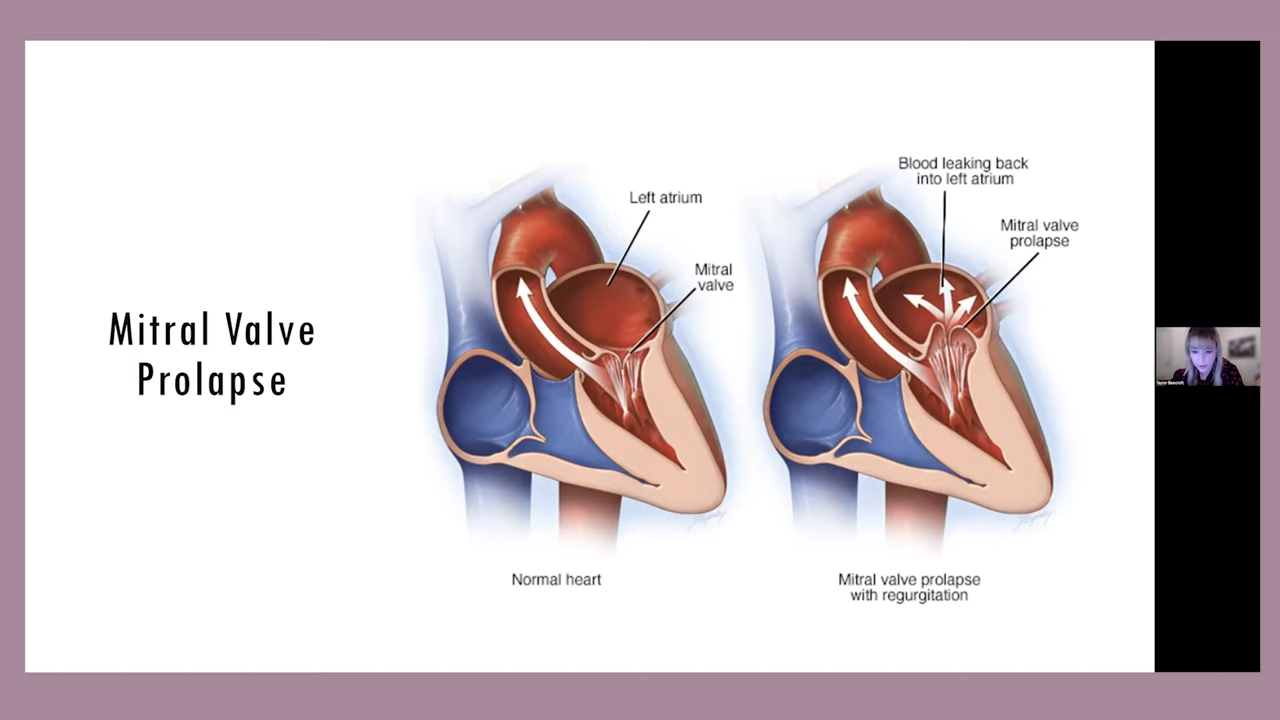 Mitral Valve
Prolapse
Left atrium
Mitral
valve
Normal heart
Blood leaking back
into left atrium
Mitral valve
prolapse
Mitral valve prolapse
with regurgitation